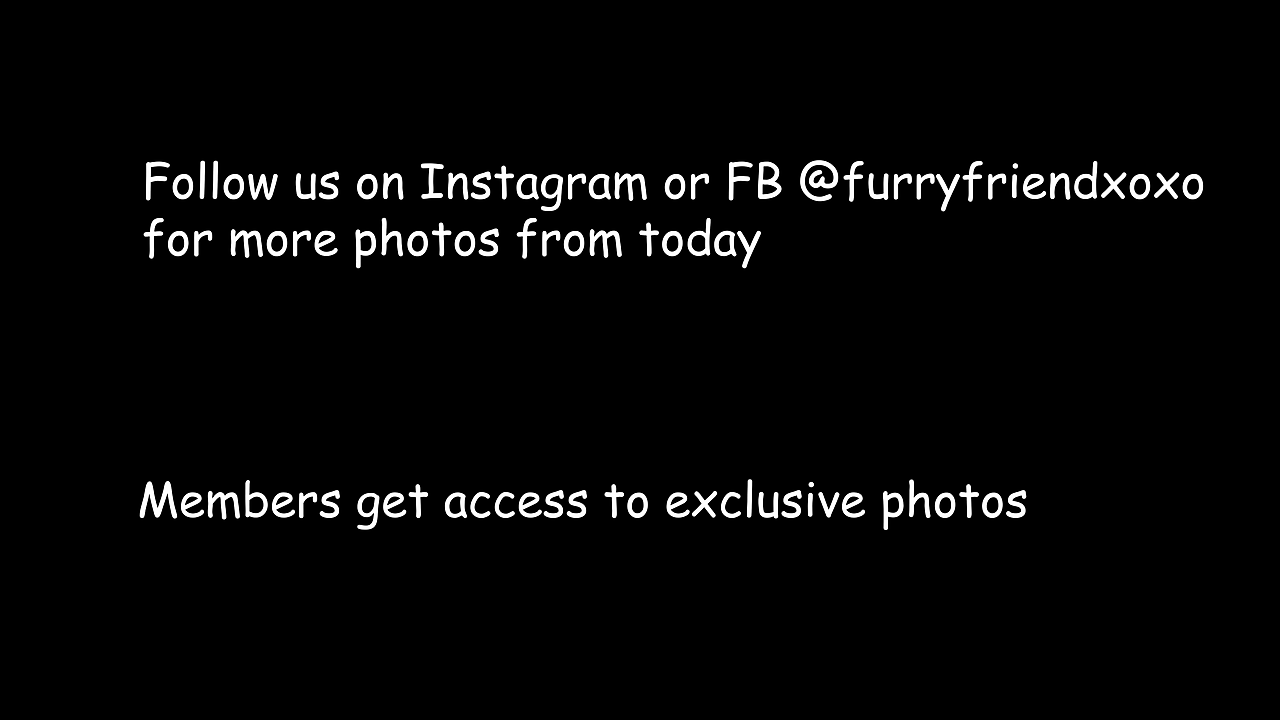 Follow us on Instagram or FB @furryfriendxoxo
for more photos from today
Members get access to exclusive photos